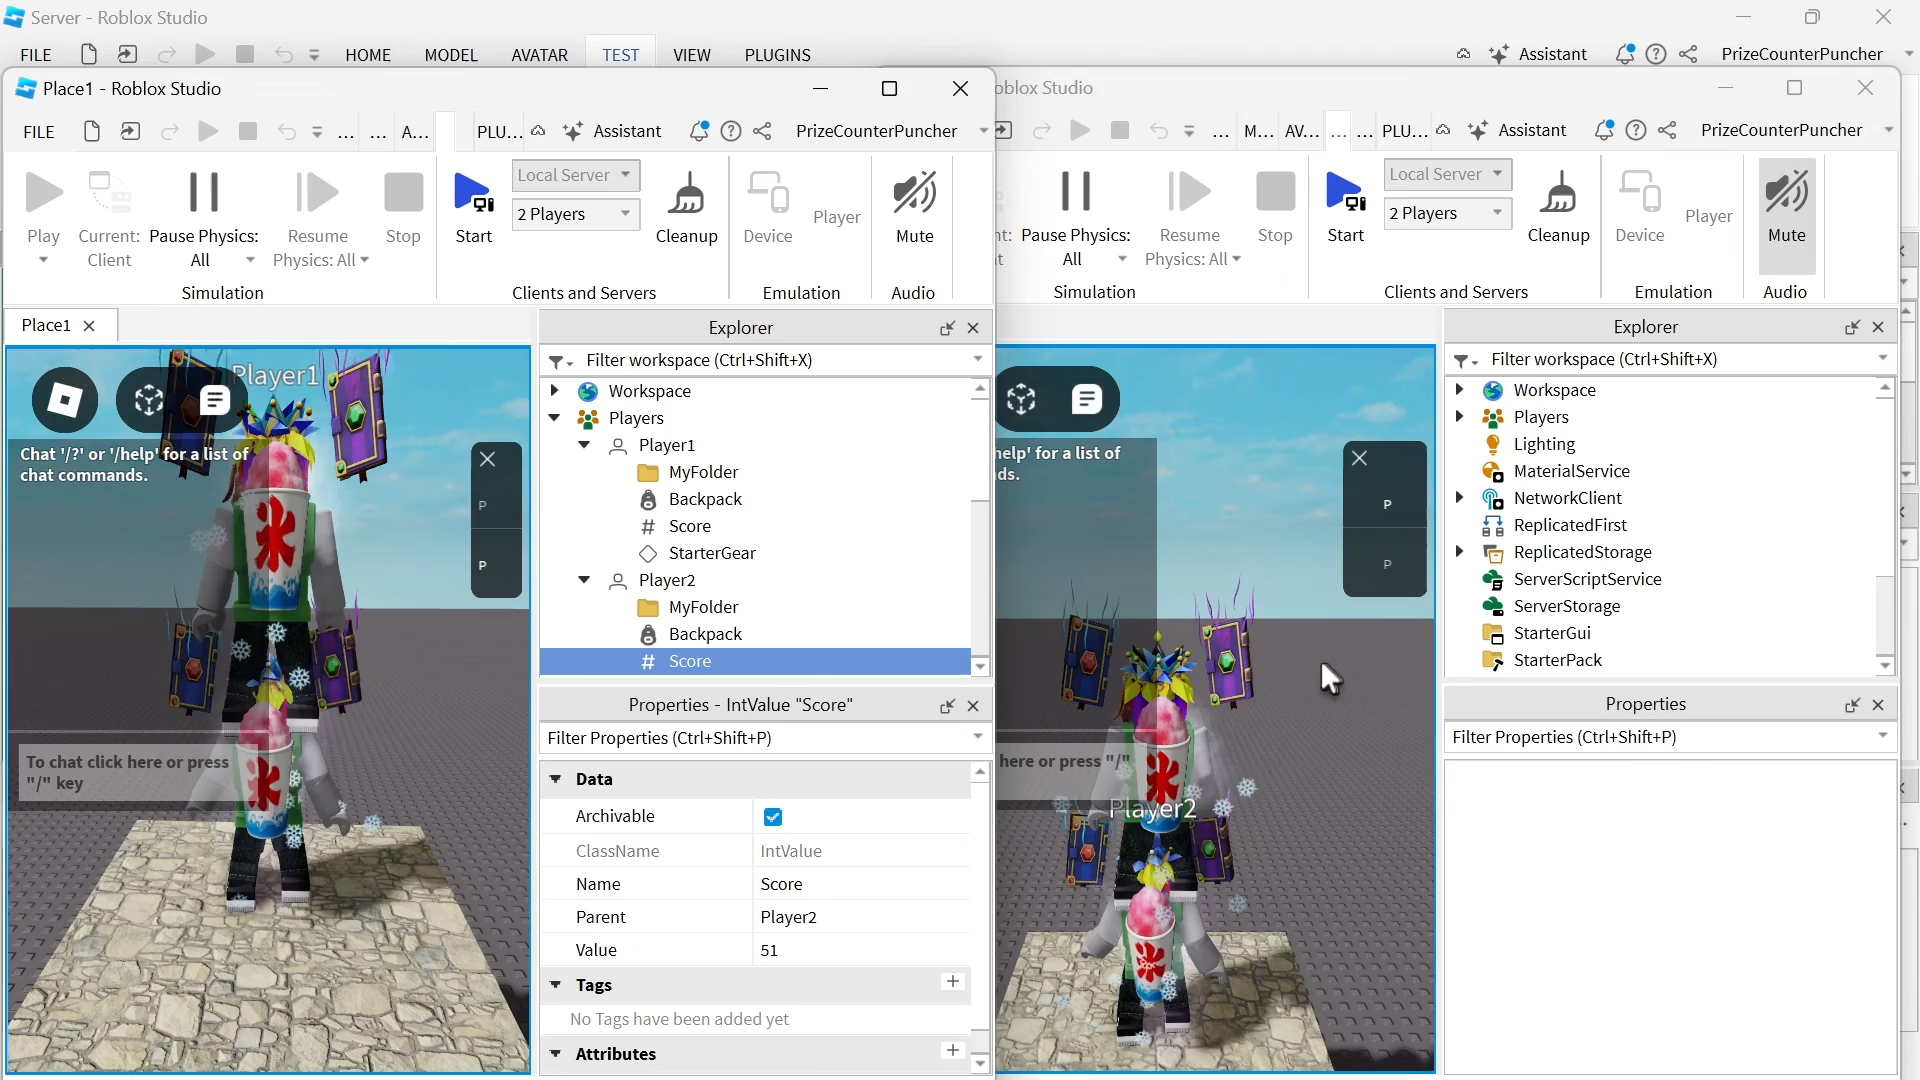 Server - Roblox Studio
FILE HOME MODEL AVATAR TEST VIEW PLUGINS Assistant PrizeCounterPuncher
Place1 - Roblox Studio
FILE ... ... A... PLU... Assistant PrizeCounterPuncher
Play
Current:
Client
Pause Physics:
All
Resume
Physics: All
Stop
Simulation
Start
Local Server
2 Players
Cleanup
Clients and Servers
Device
Player
Emulation
Mute
Audio
Place1
Player1
Chat '/?' or '/help' for a list of
chat commands.
P
P
氷
氷
To chat click here or press
"/" key
Explorer
Filter workspace (Ctrl+Shift+X)
Workspace
Players
Player1
MyFolder
Backpack
Score
StarterGear
Player2
MyFolder
Backpack
Score
Properties - IntValue "Score"
Filter Properties (Ctrl+Shift+P)
Data
Archivable
ClassName IntValue
Name Score
Parent Player2
Value 51
Tags
No Tags have been added yet
Attributes
oblox Studio
... M... AV... ... ... PLU... Assistant PrizeCounterPuncher
nt:
t
Pause Physics:
All
Resume
Physics: All
Stop
Simulation
Start
Local Server
2 Players
Cleanup
Clients and Servers
Device
Player
Emulation
Mute
Audio
help' for a list of
ds.
P
P
here or press "/"
氷
Player2
氷
Explorer
Filter workspace (Ctrl+Shift+X)
Workspace
Players
Lighting
MaterialService
NetworkClient
ReplicatedFirst
ReplicatedStorage
ServerScriptService
ServerStorage
StarterGui
StarterPack
Properties
Filter Properties (Ctrl+Shift+P)